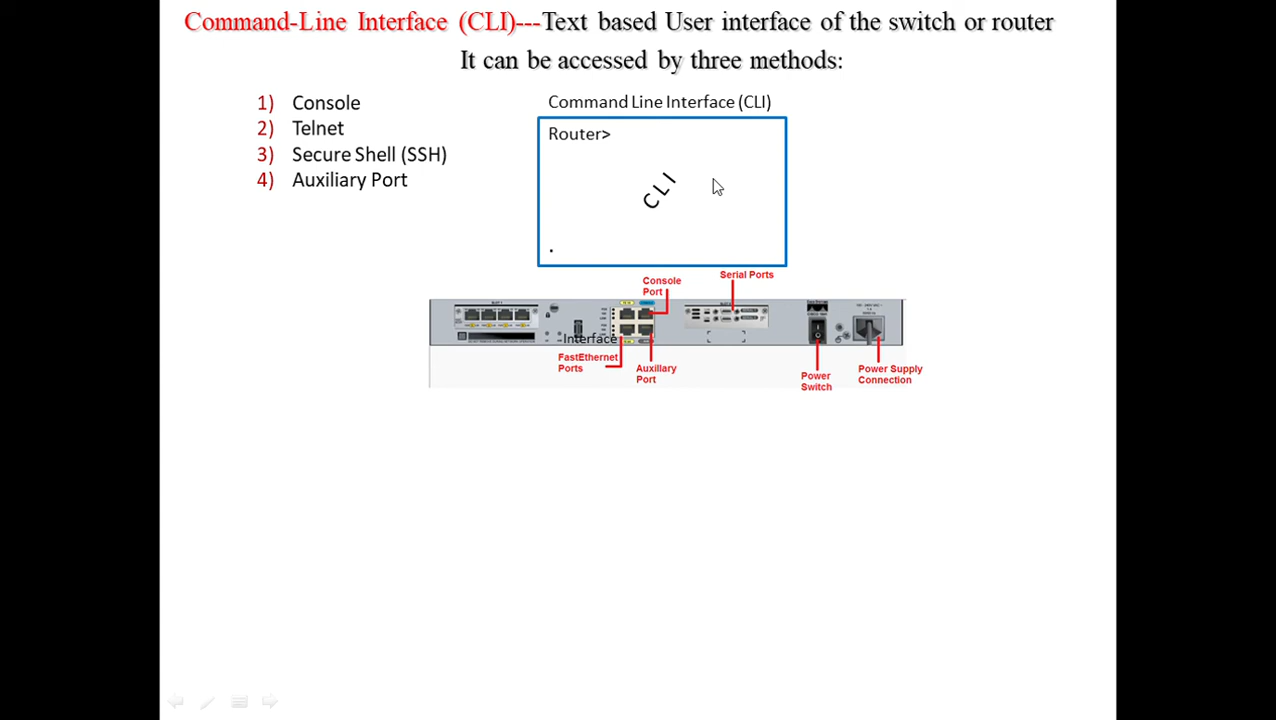 Command-Line Interface (CLI)---Text based User interface of the switch or router
It can be accessed by three methods:
1) Console
2) Telnet
3) Secure Shell (SSH)
4) Auxiliary Port
Command Line Interface (CLI)
Router>
CLI
.
Console
Port
Serial Ports
Interface
FastEthernet
Ports
Auxillary
Port
Power
Switch
Power Supply
Connection